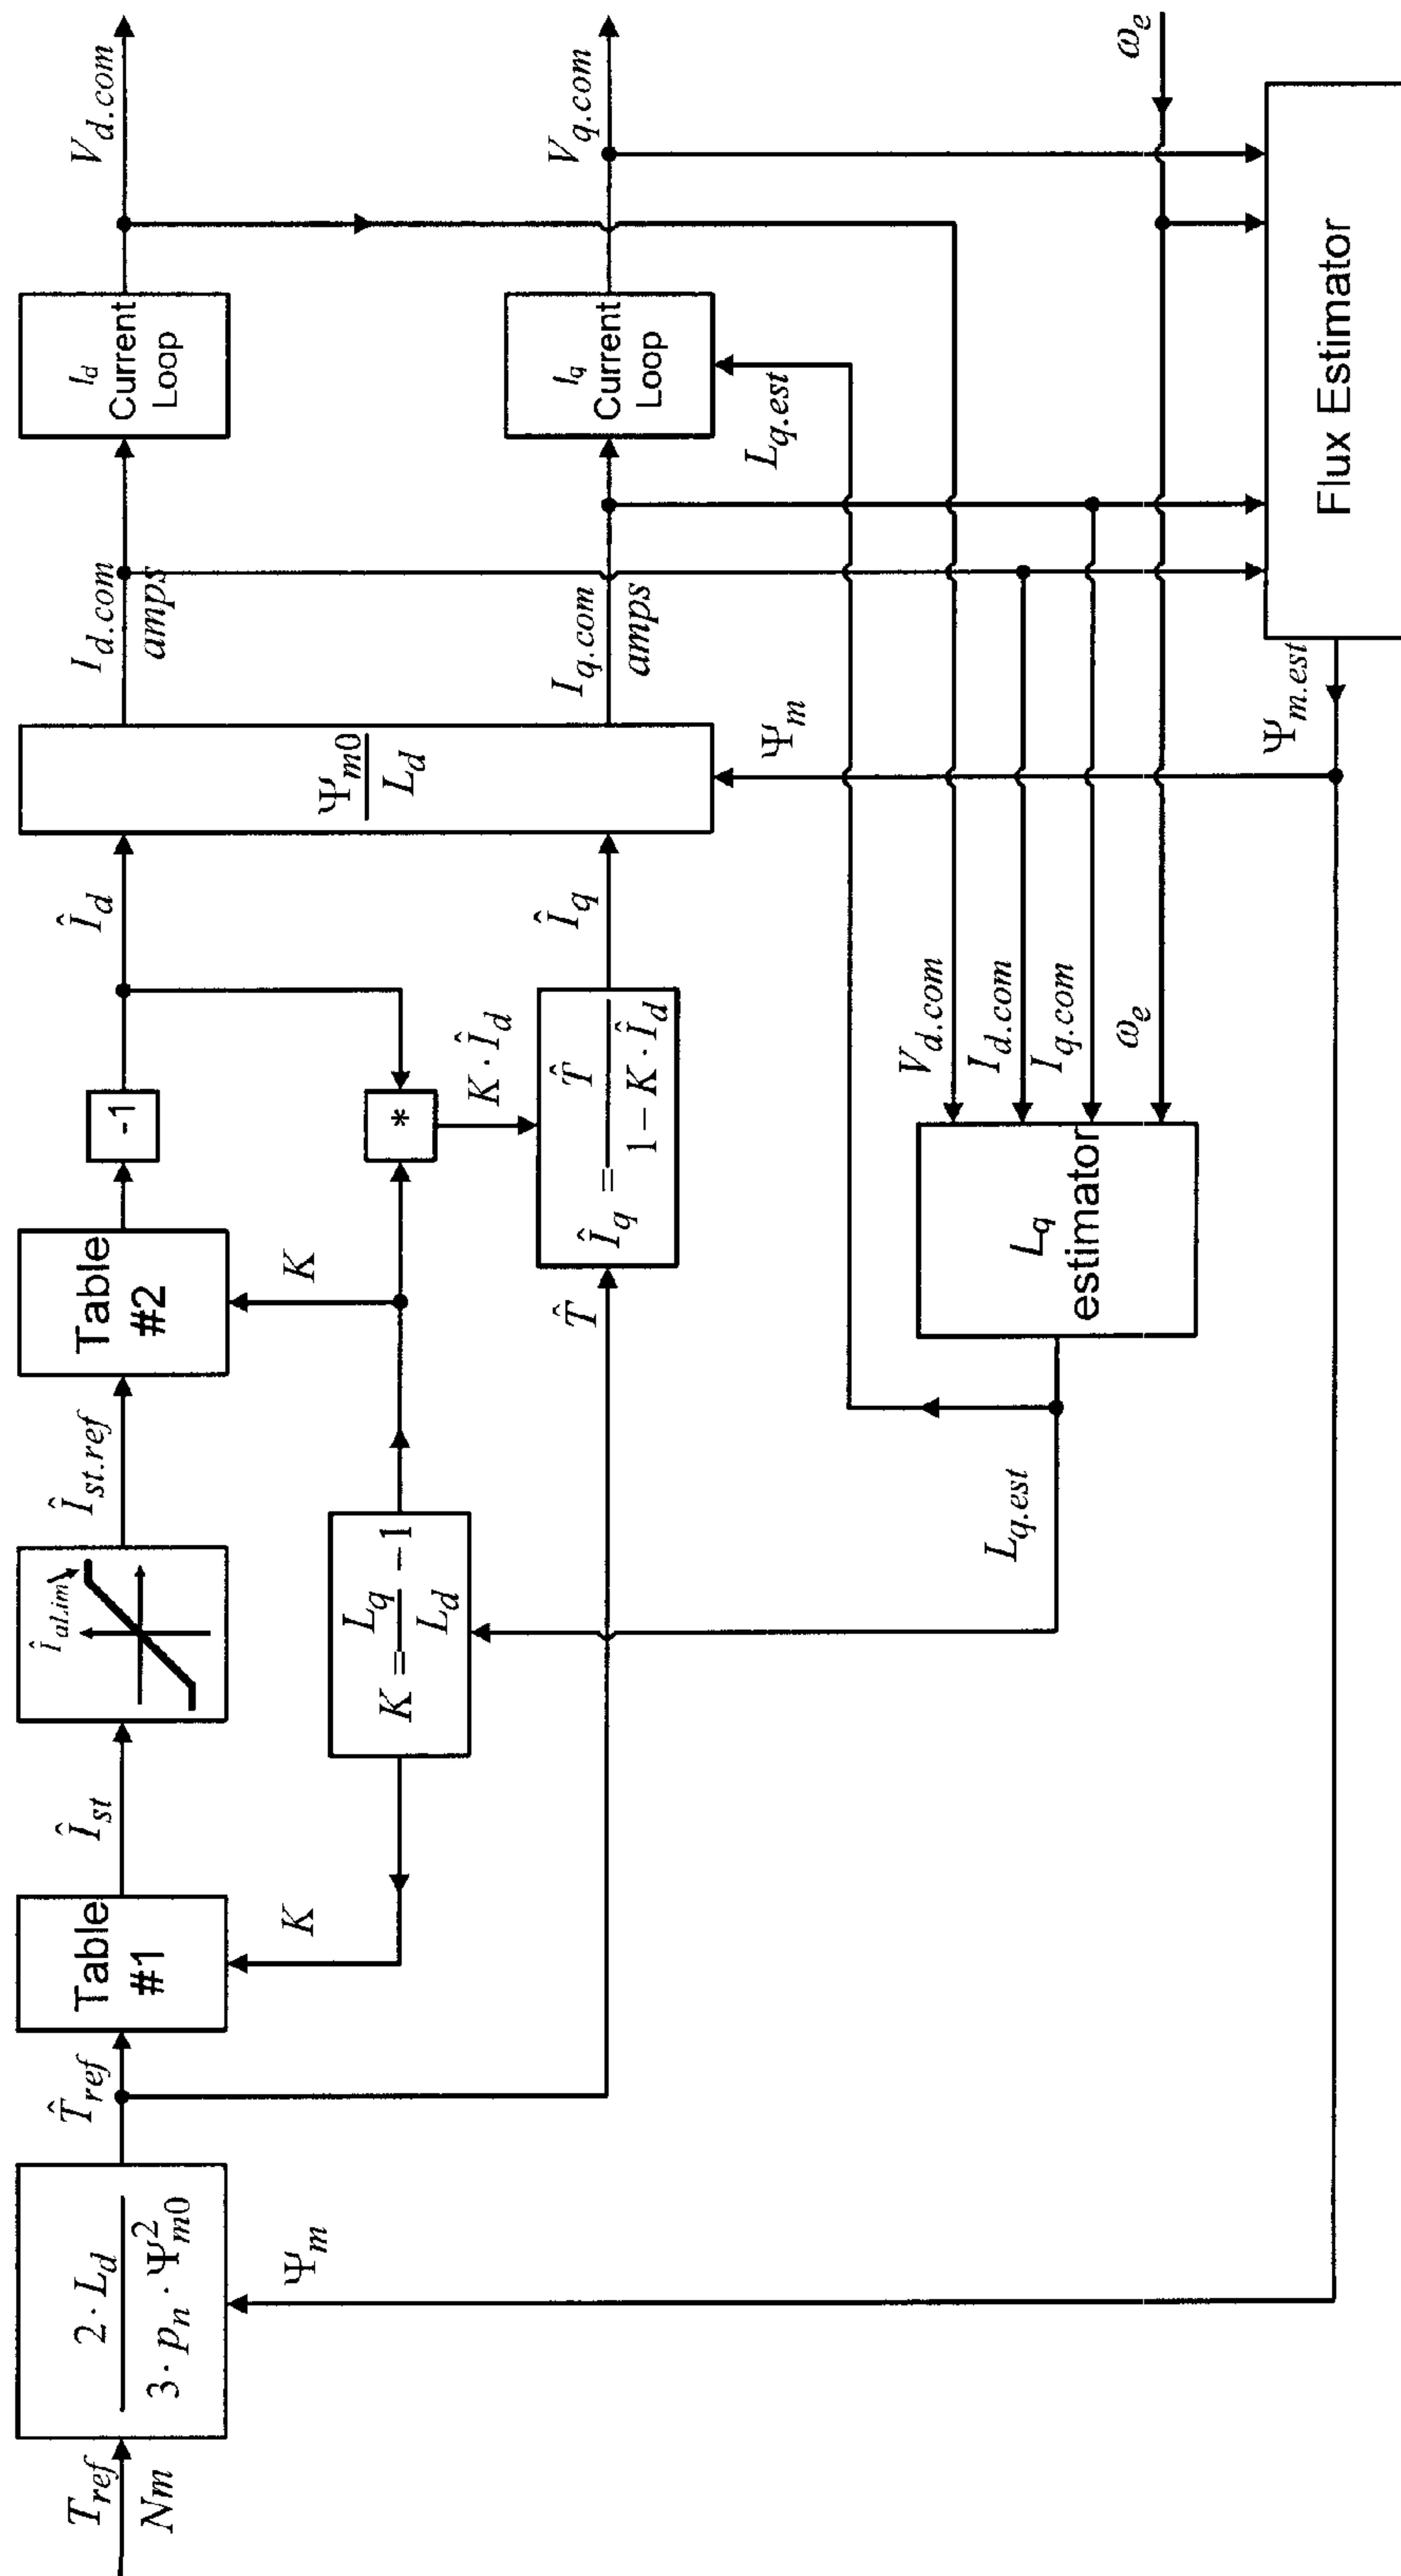 T_ref
Nm
2 · L_d
3 · p_n · Ψ_m0^2
Ψ_m
T̂_ref
Table
#1
K
Î_st
Î_al.im
Î_st.ref
K = L_q / L_d − 1
Table
#2
K
-1
*
K · Î_d
T̂
Î_q = T̂ / (1 − K · Î_d)
Î_d
Î_q
Ψ_m0
L_d
Ψ_m
I_d.com
amps
I_q.com
amps
I_d
Current
Loop
I_q
Current
Loop
L_q.est
V_d.com
V_q.com
ω_e
L_q.est
L_q
estimator
V_d.com
I_d.com
I_q.com
ω_e
Ψ_m.est
Flux Estimator